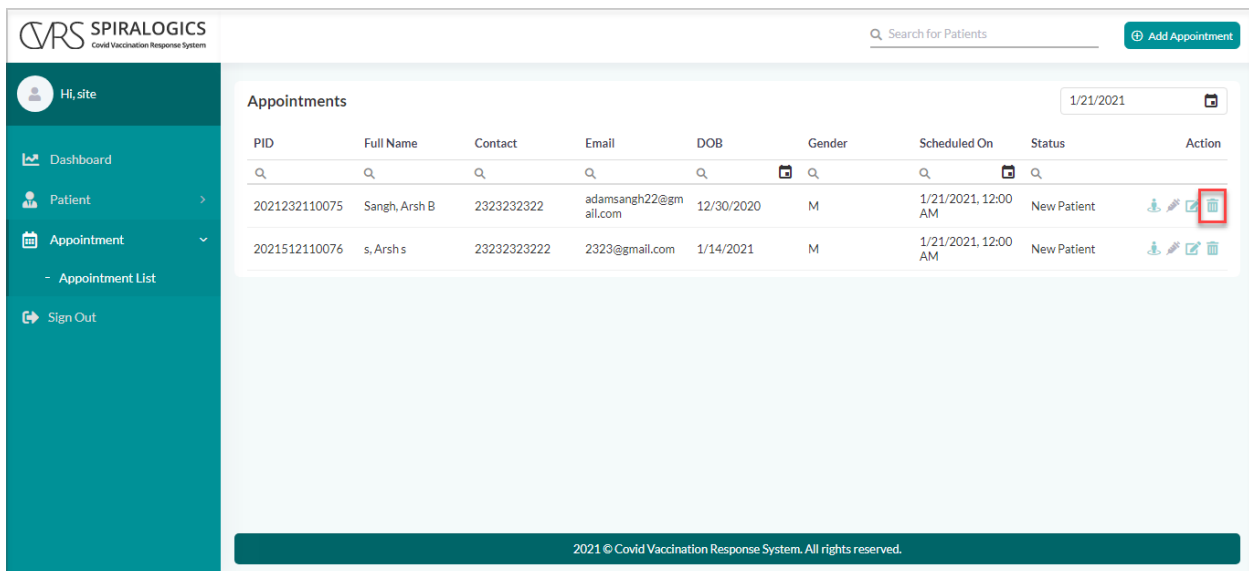 CVRS SPIRALOGICS
Covid Vaccination Response System
Search for Patients
Add Appointment
Hi, site
Dashboard
Patient
Appointment
- Appointment List
Sign Out
Appointments
1/21/2021
PID Full Name Contact Email DOB Gender Scheduled On Status Action
2021232110075 Sangh, Arsh B 2323232322 adamsangh22@gm 12/30/2020 M 1/21/2021, 12:00 New Patient
ail.com AM
2021512110076 s, Arsh s 23232323222 2323@gmail.com 1/14/2021 M 1/21/2021, 12:00 New Patient
AM
2021 © Covid Vaccination Response System. All rights reserved.